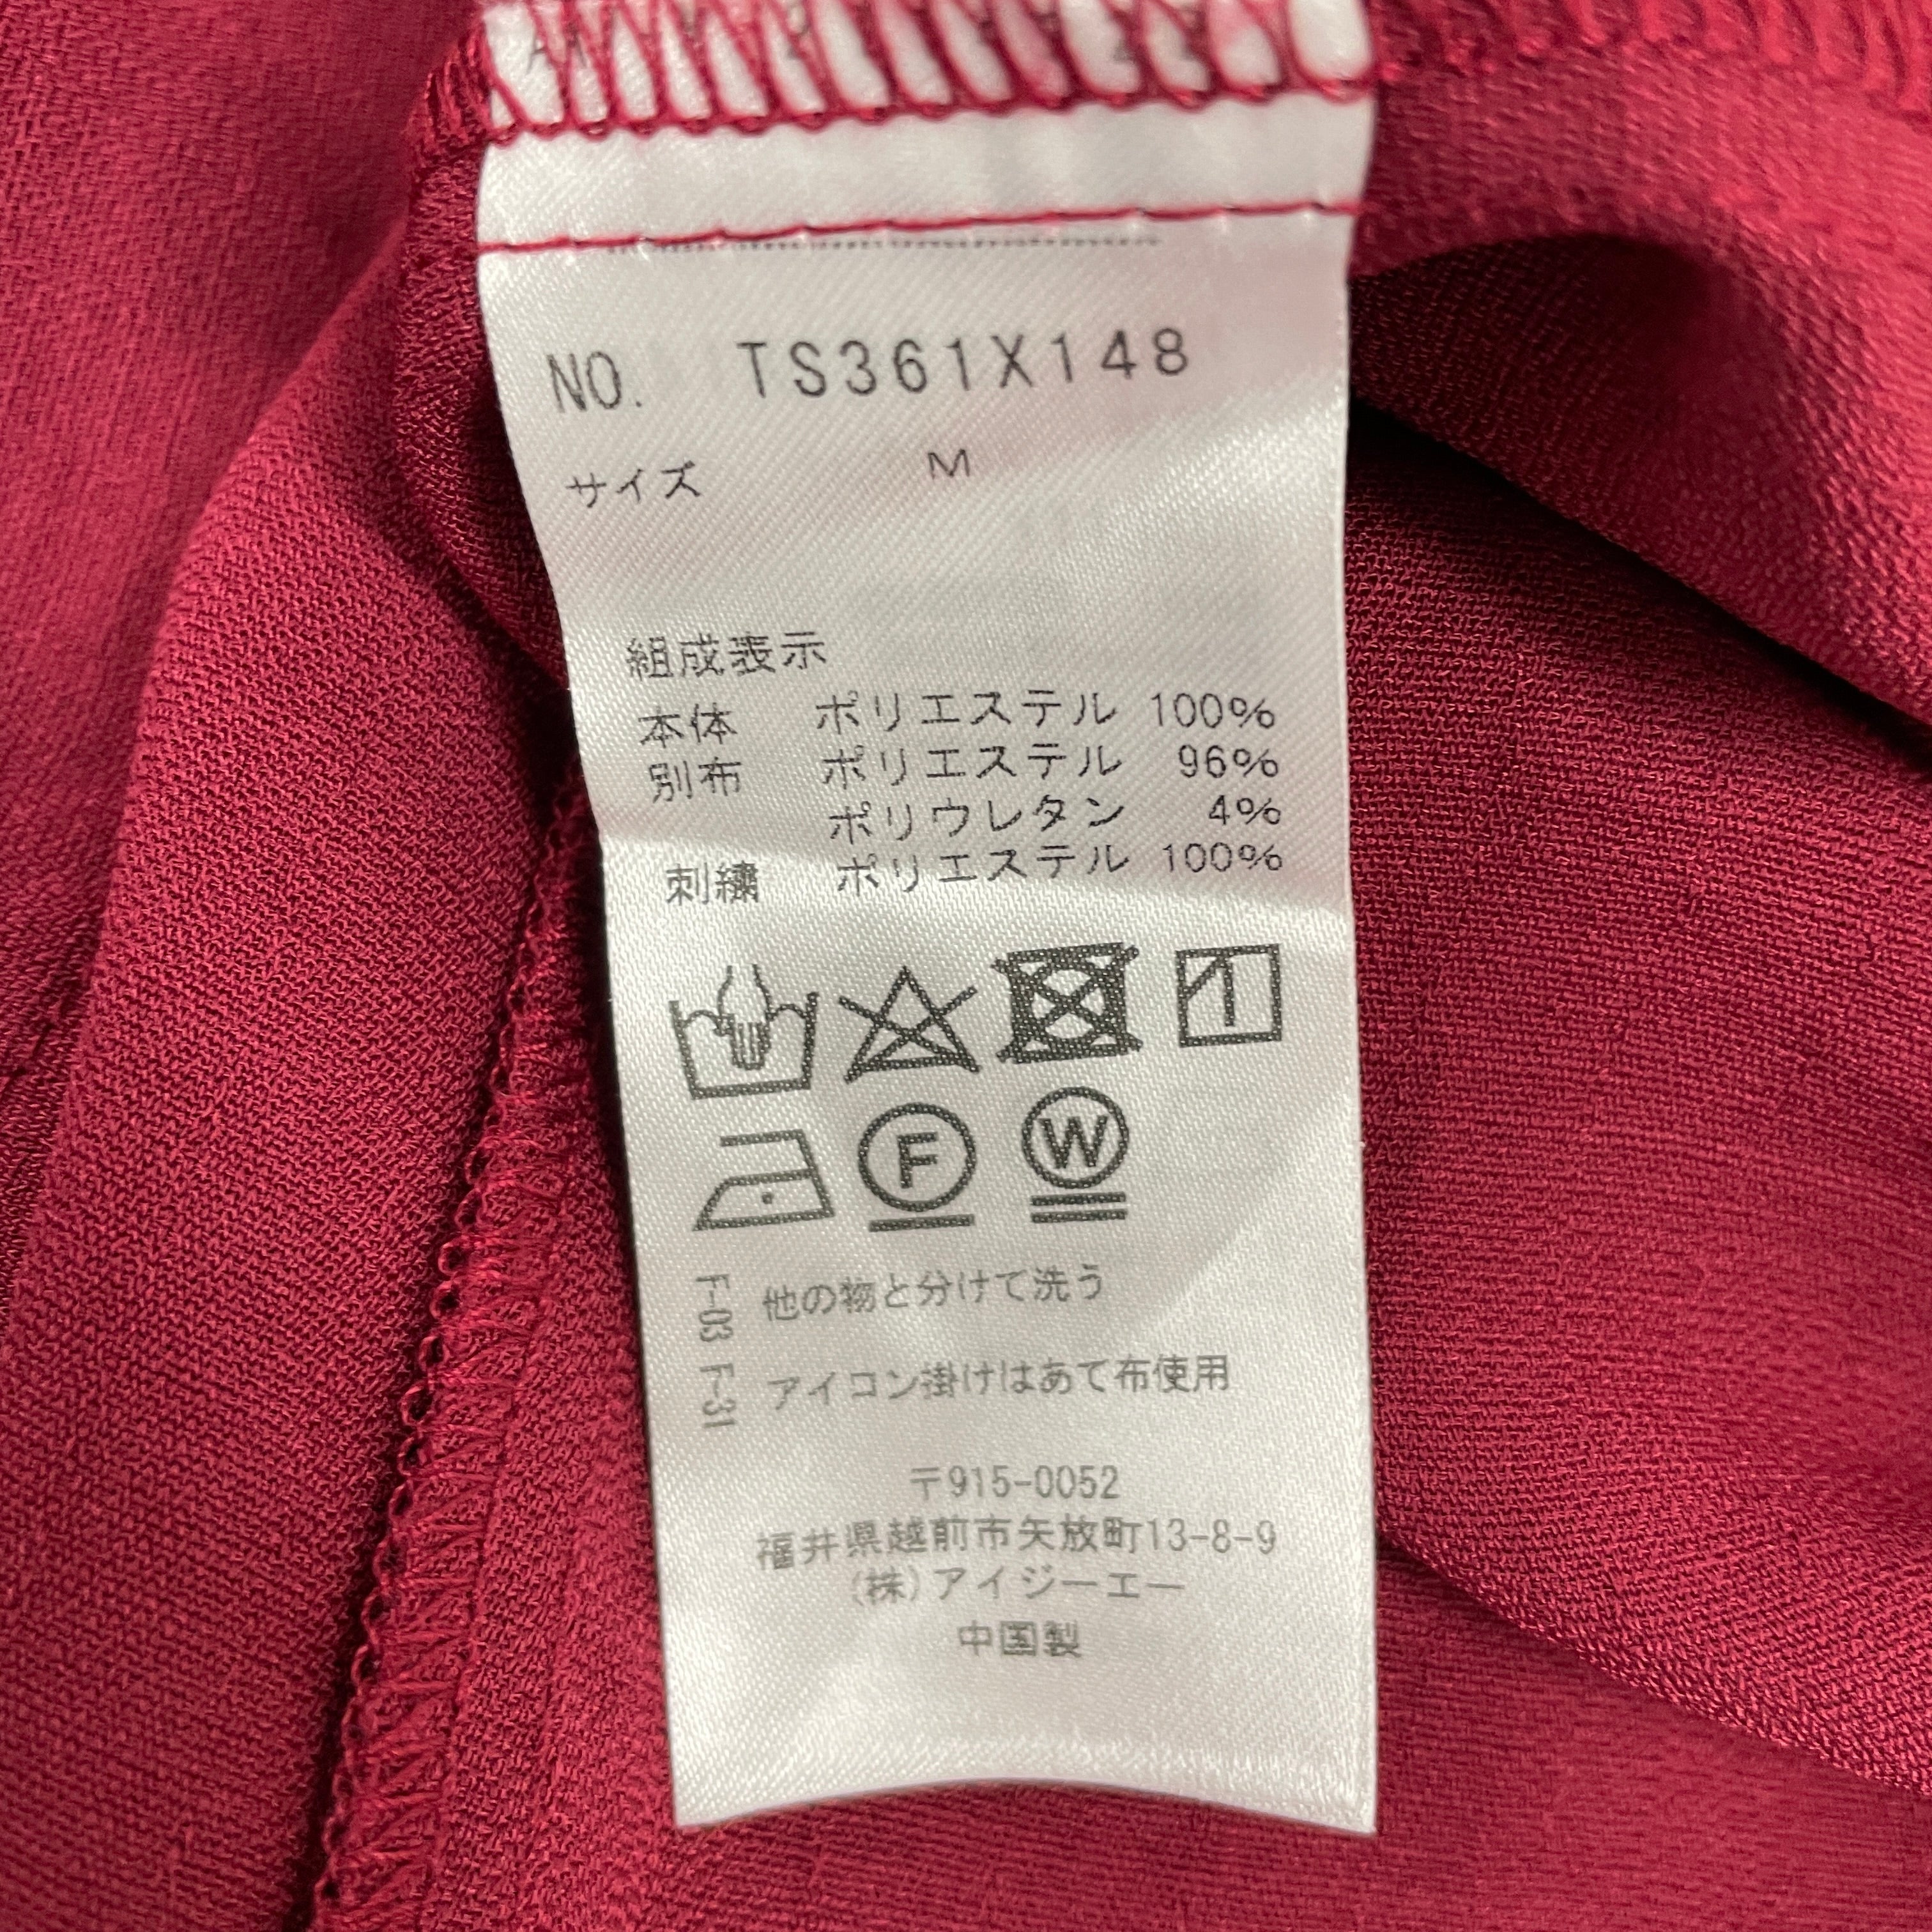 NO. TS361X148
サイズ M
組成表示
本体 ポリエステル 100%
別布 ポリエステル 96%
ポリウレタン 4%
刺繍 ポリエステル 100%
F
W
F-03 他の物と分けて洗う
F-31 アイコン掛けはあて布使用
〒915-0052
福井県越前市矢放町13-8-9
(株)アイジーエー
中国製